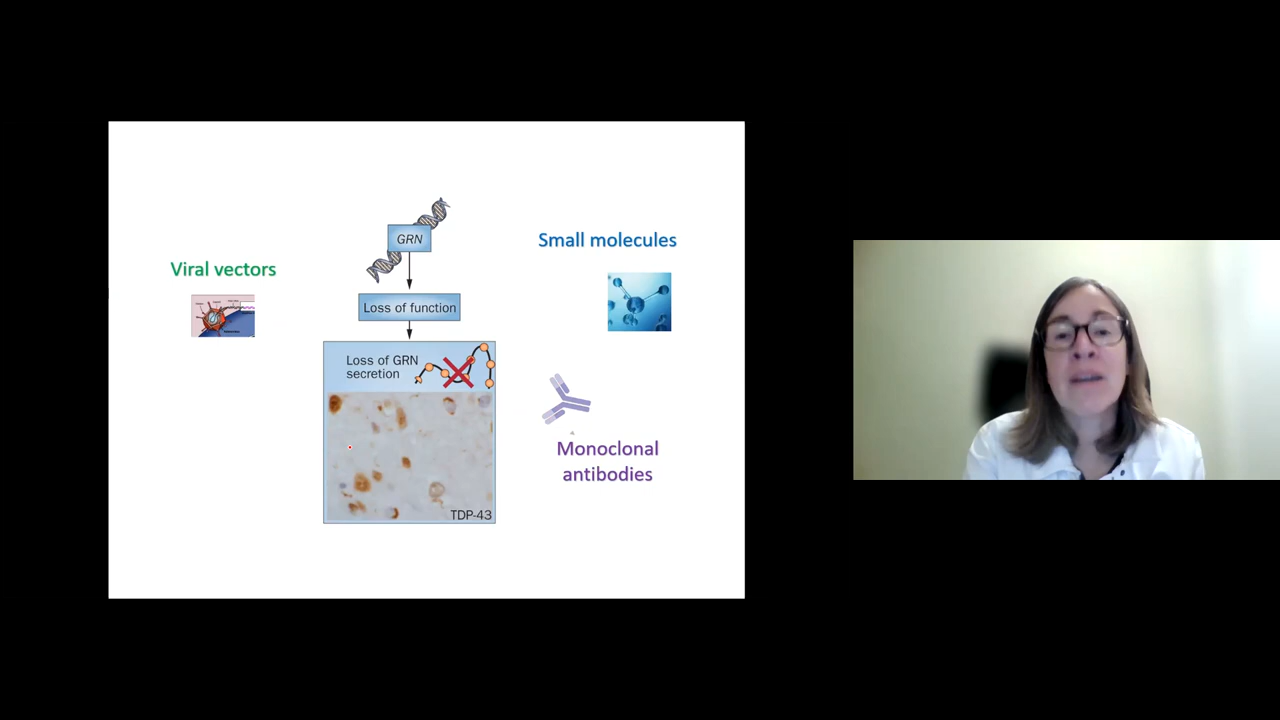 GRN
Small molecules
Viral vectors
Loss of function
Loss of GRN
secretion
Monoclonal
antibodies
TDP-43